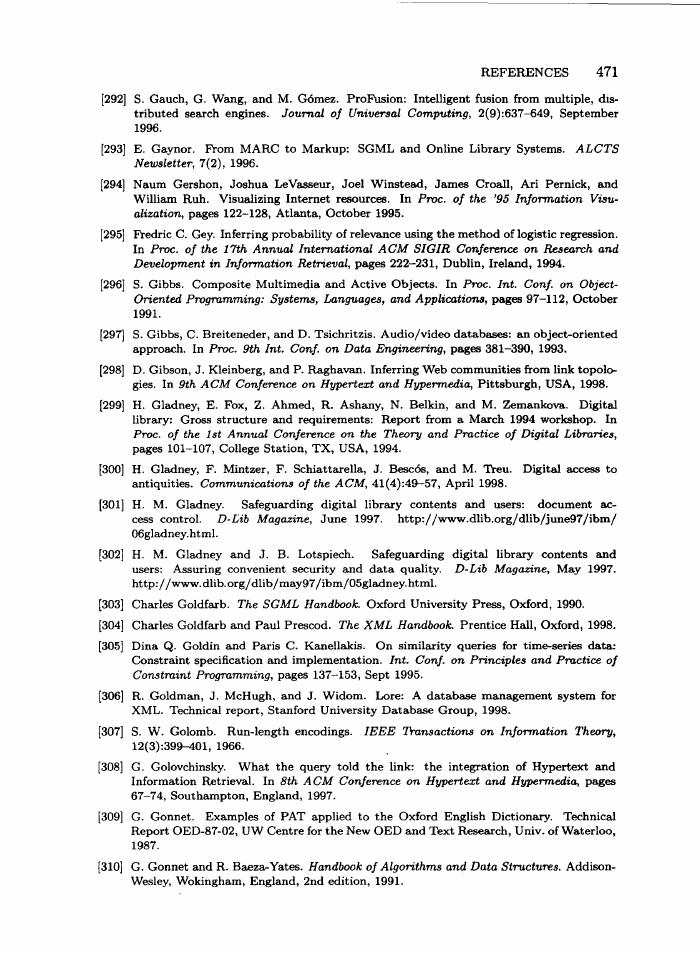 REFERENCES 471
[292] S. Gauch, G. Wang, and M. Gómez. ProFusion: Intelligent fusion from multiple, dis-
tributed search engines. Journal of Universal Computing, 2(9):637–649, September
1996.
[293] E. Gaynor. From MARC to Markup: SGML and Online Library Systems. ALCTS
Newsletter, 7(2), 1996.
[294] Naum Gershon, Joshua LeVasseur, Joel Winstead, James Croall, Ari Pernick, and
William Ruh. Visualizing Internet resources. In Proc. of the '95 Information Visu-
alization, pages 122–128, Atlanta, October 1995.
[295] Fredric C. Gey. Inferring probability of relevance using the method of logistic regression.
In Proc. of the 17th Annual International ACM SIGIR Conference on Research and
Development in Information Retrieval, pages 222–231, Dublin, Ireland, 1994.
[296] S. Gibbs. Composite Multimedia and Active Objects. In Proc. Int. Conf. on Object-
Oriented Programming: Systems, Languages, and Applications, pages 97–112, October
1991.
[297] S. Gibbs, C. Breiteneder, and D. Tsichritzis. Audio/video databases: an object-oriented
approach. In Proc. 9th Int. Conf. on Data Engineering, pages 381–390, 1993.
[298] D. Gibson, J. Kleinberg, and P. Raghavan. Inferring Web communities from link topolo-
gies. In 9th ACM Conference on Hypertext and Hypermedia, Pittsburgh, USA, 1998.
[299] H. Gladney, E. Fox, Z. Ahmed, R. Ashany, N. Belkin, and M. Zemankova. Digital
library: Gross structure and requirements: Report from a March 1994 workshop. In
Proc. of the 1st Annual Conference on the Theory and Practice of Digital Libraries,
pages 101–107, College Station, TX, USA, 1994.
[300] H. Gladney, F. Mintzer, F. Schiattarella, J. Bescós, and M. Treu. Digital access to
antiquities. Communications of the ACM, 41(4):49–57, April 1998.
[301] H. M. Gladney. Safeguarding digital library contents and users: document ac-
cess control. D-Lib Magazine, June 1997. http://www.dlib.org/dlib/june97/ibm/
06gladney.html.
[302] H. M. Gladney and J. B. Lotspiech. Safeguarding digital library contents and
users: Assuring convenient security and data quality. D-Lib Magazine, May 1997.
http://www.dlib.org/dlib/may97/ibm/05gladney.html.
[303] Charles Goldfarb. The SGML Handbook. Oxford University Press, Oxford, 1990.
[304] Charles Goldfarb and Paul Prescod. The XML Handbook. Prentice Hall, Oxford, 1998.
[305] Dina Q. Goldin and Paris C. Kanellakis. On similarity queries for time-series data:
Constraint specification and implementation. Int. Conf. on Principles and Practice of
Constraint Programming, pages 137–153, Sept 1995.
[306] R. Goldman, J. McHugh, and J. Widom. Lore: A database management system for
XML. Technical report, Stanford University Database Group, 1998.
[307] S. W. Golomb. Run-length encodings. IEEE Transactions on Information Theory,
12(3):399–401, 1966.
[308] G. Golovchinsky. What the query told the link: the integration of Hypertext and
Information Retrieval. In 8th ACM Conference on Hypertext and Hypermedia, pages
67–74, Southampton, England, 1997.
[309] G. Gonnet. Examples of PAT applied to the Oxford English Dictionary. Technical
Report OED-87-02, UW Centre for the New OED and Text Research, Univ. of Waterloo,
1987.
[310] G. Gonnet and R. Baeza-Yates. Handbook of Algorithms and Data Structures. Addison-
Wesley, Wokingham, England, 2nd edition, 1991.